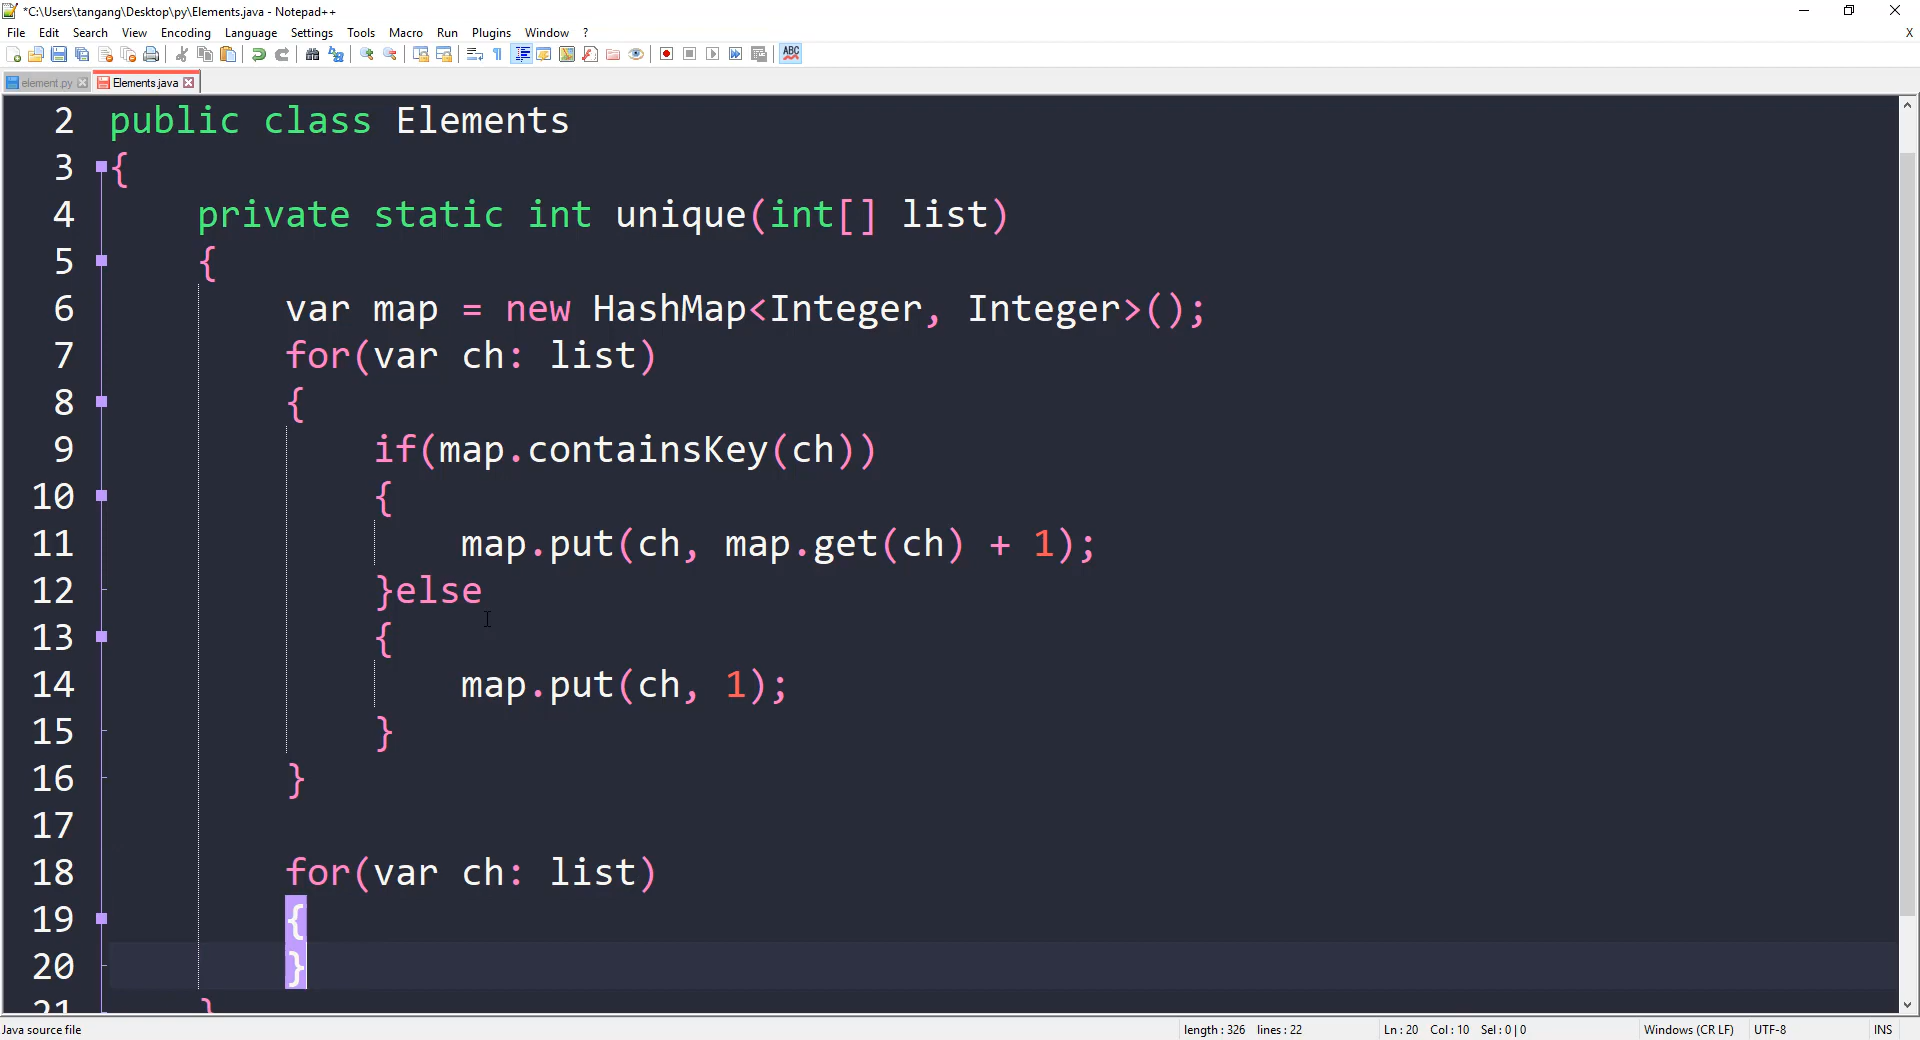 *C:\Users\tangang\Desktop\py\Elements.java - Notepad++
File Edit Search View Encoding Language Settings Tools Macro Run Plugins Window ? X
ABC
element.py Elements.java
2 public class Elements
3 {
4 private static int unique(int[] list)
5 {
6 var map = new HashMap<Integer, Integer>();
7 for(var ch: list)
8 {
9 if(map.containsKey(ch))
10 {
11 map.put(ch, map.get(ch) + 1);
12 }else
13 {
14 map.put(ch, 1);
15 }
16 }
17
18 for(var ch: list)
19 {
20 }
21 }
Java source file length : 326 lines : 22 Ln : 20 Col : 10 Sel : 0 | 0 Windows (CR LF) UTF-8 INS